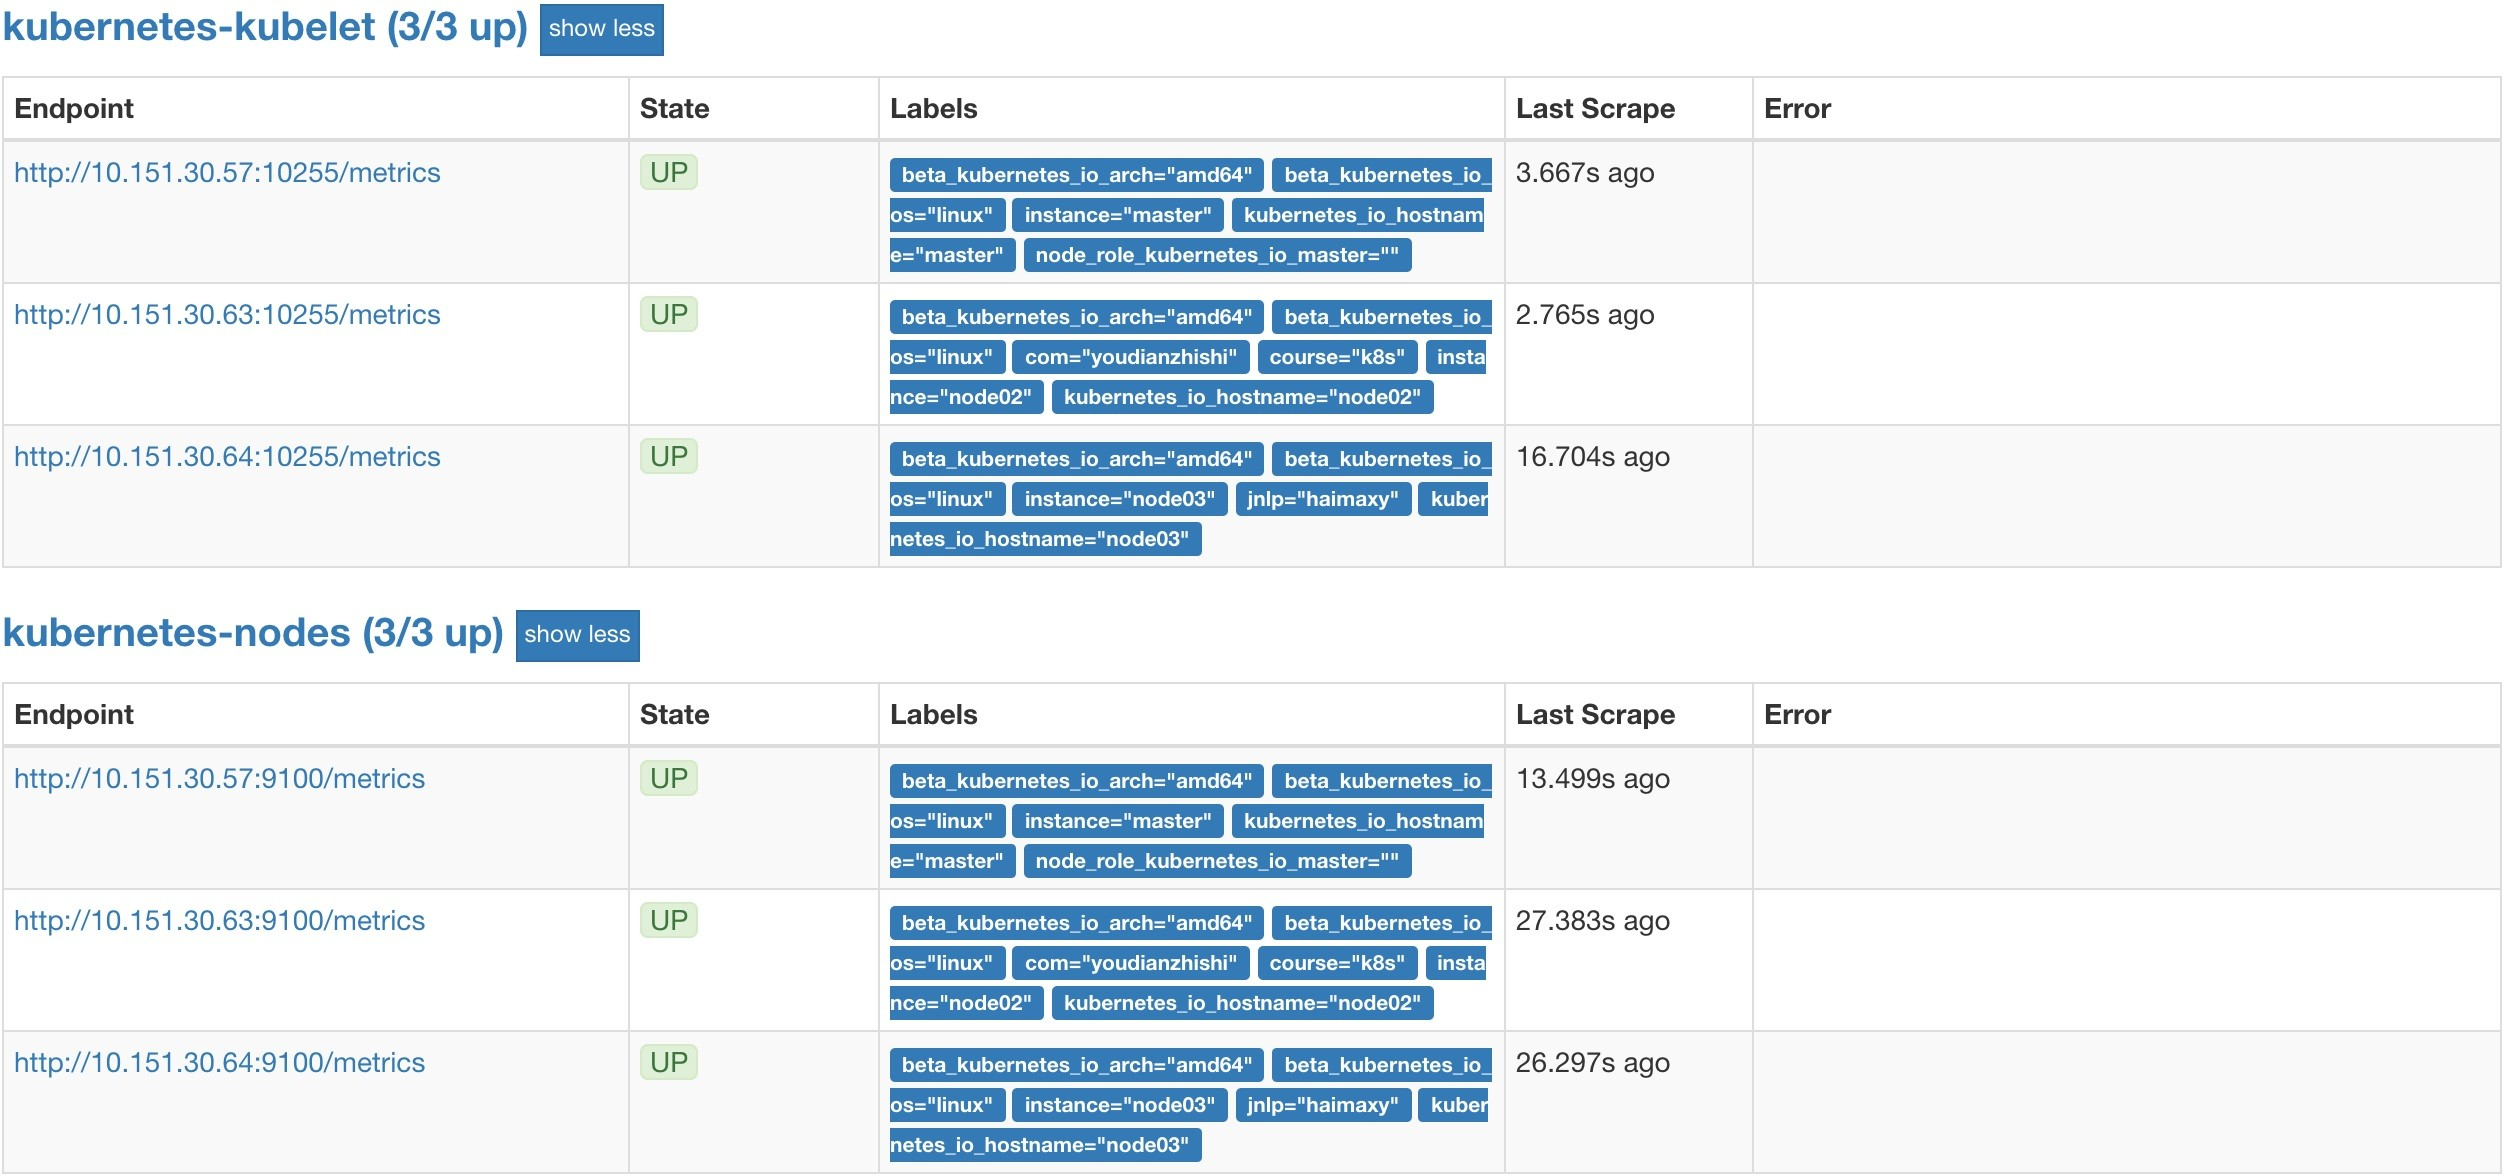 kubernetes-kubelet (3/3 up) show less
Endpoint State Labels Last Scrape Error
http://10.151.30.57:10255/metrics UP beta_kubernetes_io_arch="amd64" beta_kubernetes_io_ 3.667s ago
os="linux" instance="master" kubernetes_io_hostnam
e="master" node_role_kubernetes_io_master=""
http://10.151.30.63:10255/metrics UP beta_kubernetes_io_arch="amd64" beta_kubernetes_io_ 2.765s ago
os="linux" com="youdianzhishi" course="k8s" insta
nce="node02" kubernetes_io_hostname="node02"
http://10.151.30.64:10255/metrics UP beta_kubernetes_io_arch="amd64" beta_kubernetes_io_ 16.704s ago
os="linux" instance="node03" jnlp="haimaxy" kuber
netes_io_hostname="node03"
kubernetes-nodes (3/3 up) show less
Endpoint State Labels Last Scrape Error
http://10.151.30.57:9100/metrics UP beta_kubernetes_io_arch="amd64" beta_kubernetes_io_ 13.499s ago
os="linux" instance="master" kubernetes_io_hostnam
e="master" node_role_kubernetes_io_master=""
http://10.151.30.63:9100/metrics UP beta_kubernetes_io_arch="amd64" beta_kubernetes_io_ 27.383s ago
os="linux" com="youdianzhishi" course="k8s" insta
nce="node02" kubernetes_io_hostname="node02"
http://10.151.30.64:9100/metrics UP beta_kubernetes_io_arch="amd64" beta_kubernetes_io_ 26.297s ago
os="linux" instance="node03" jnlp="haimaxy" kuber
netes_io_hostname="node03"